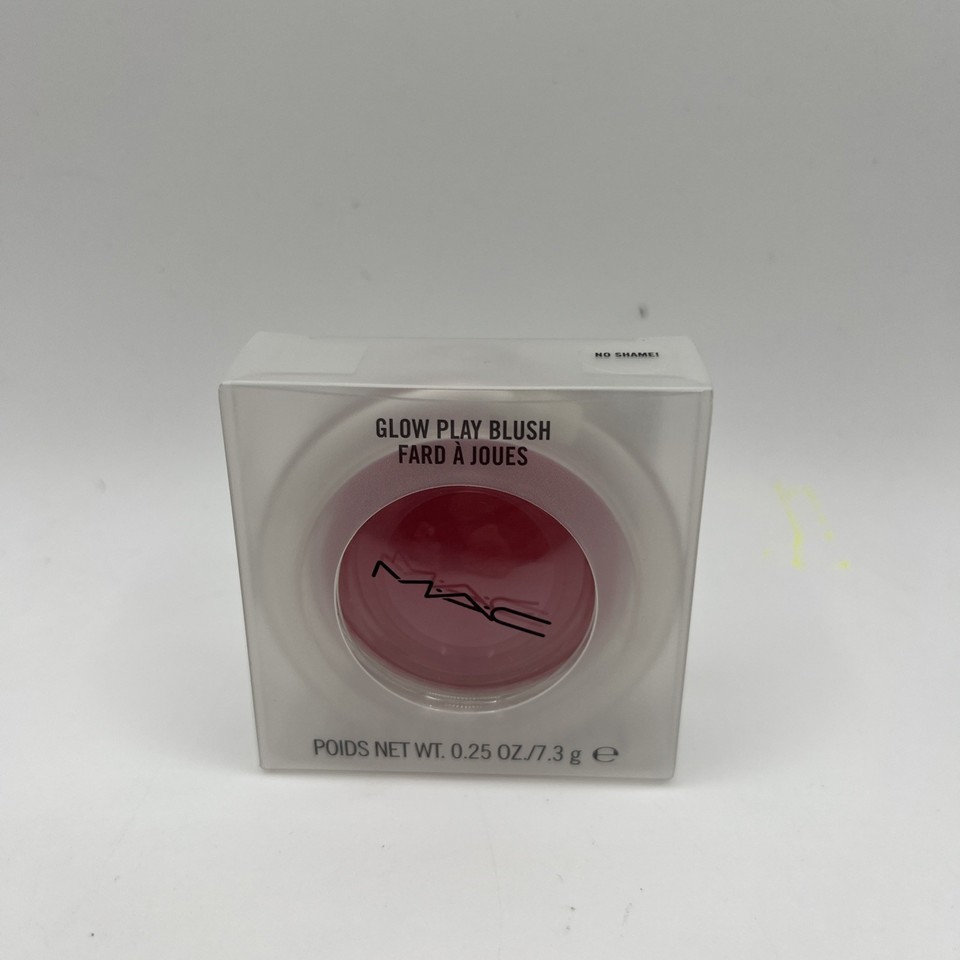 NO SHAME!
GLOW PLAY BLUSH
FARD À JOUES
MAC
POIDS NET WT. 0.25 OZ./7.3 g ℮